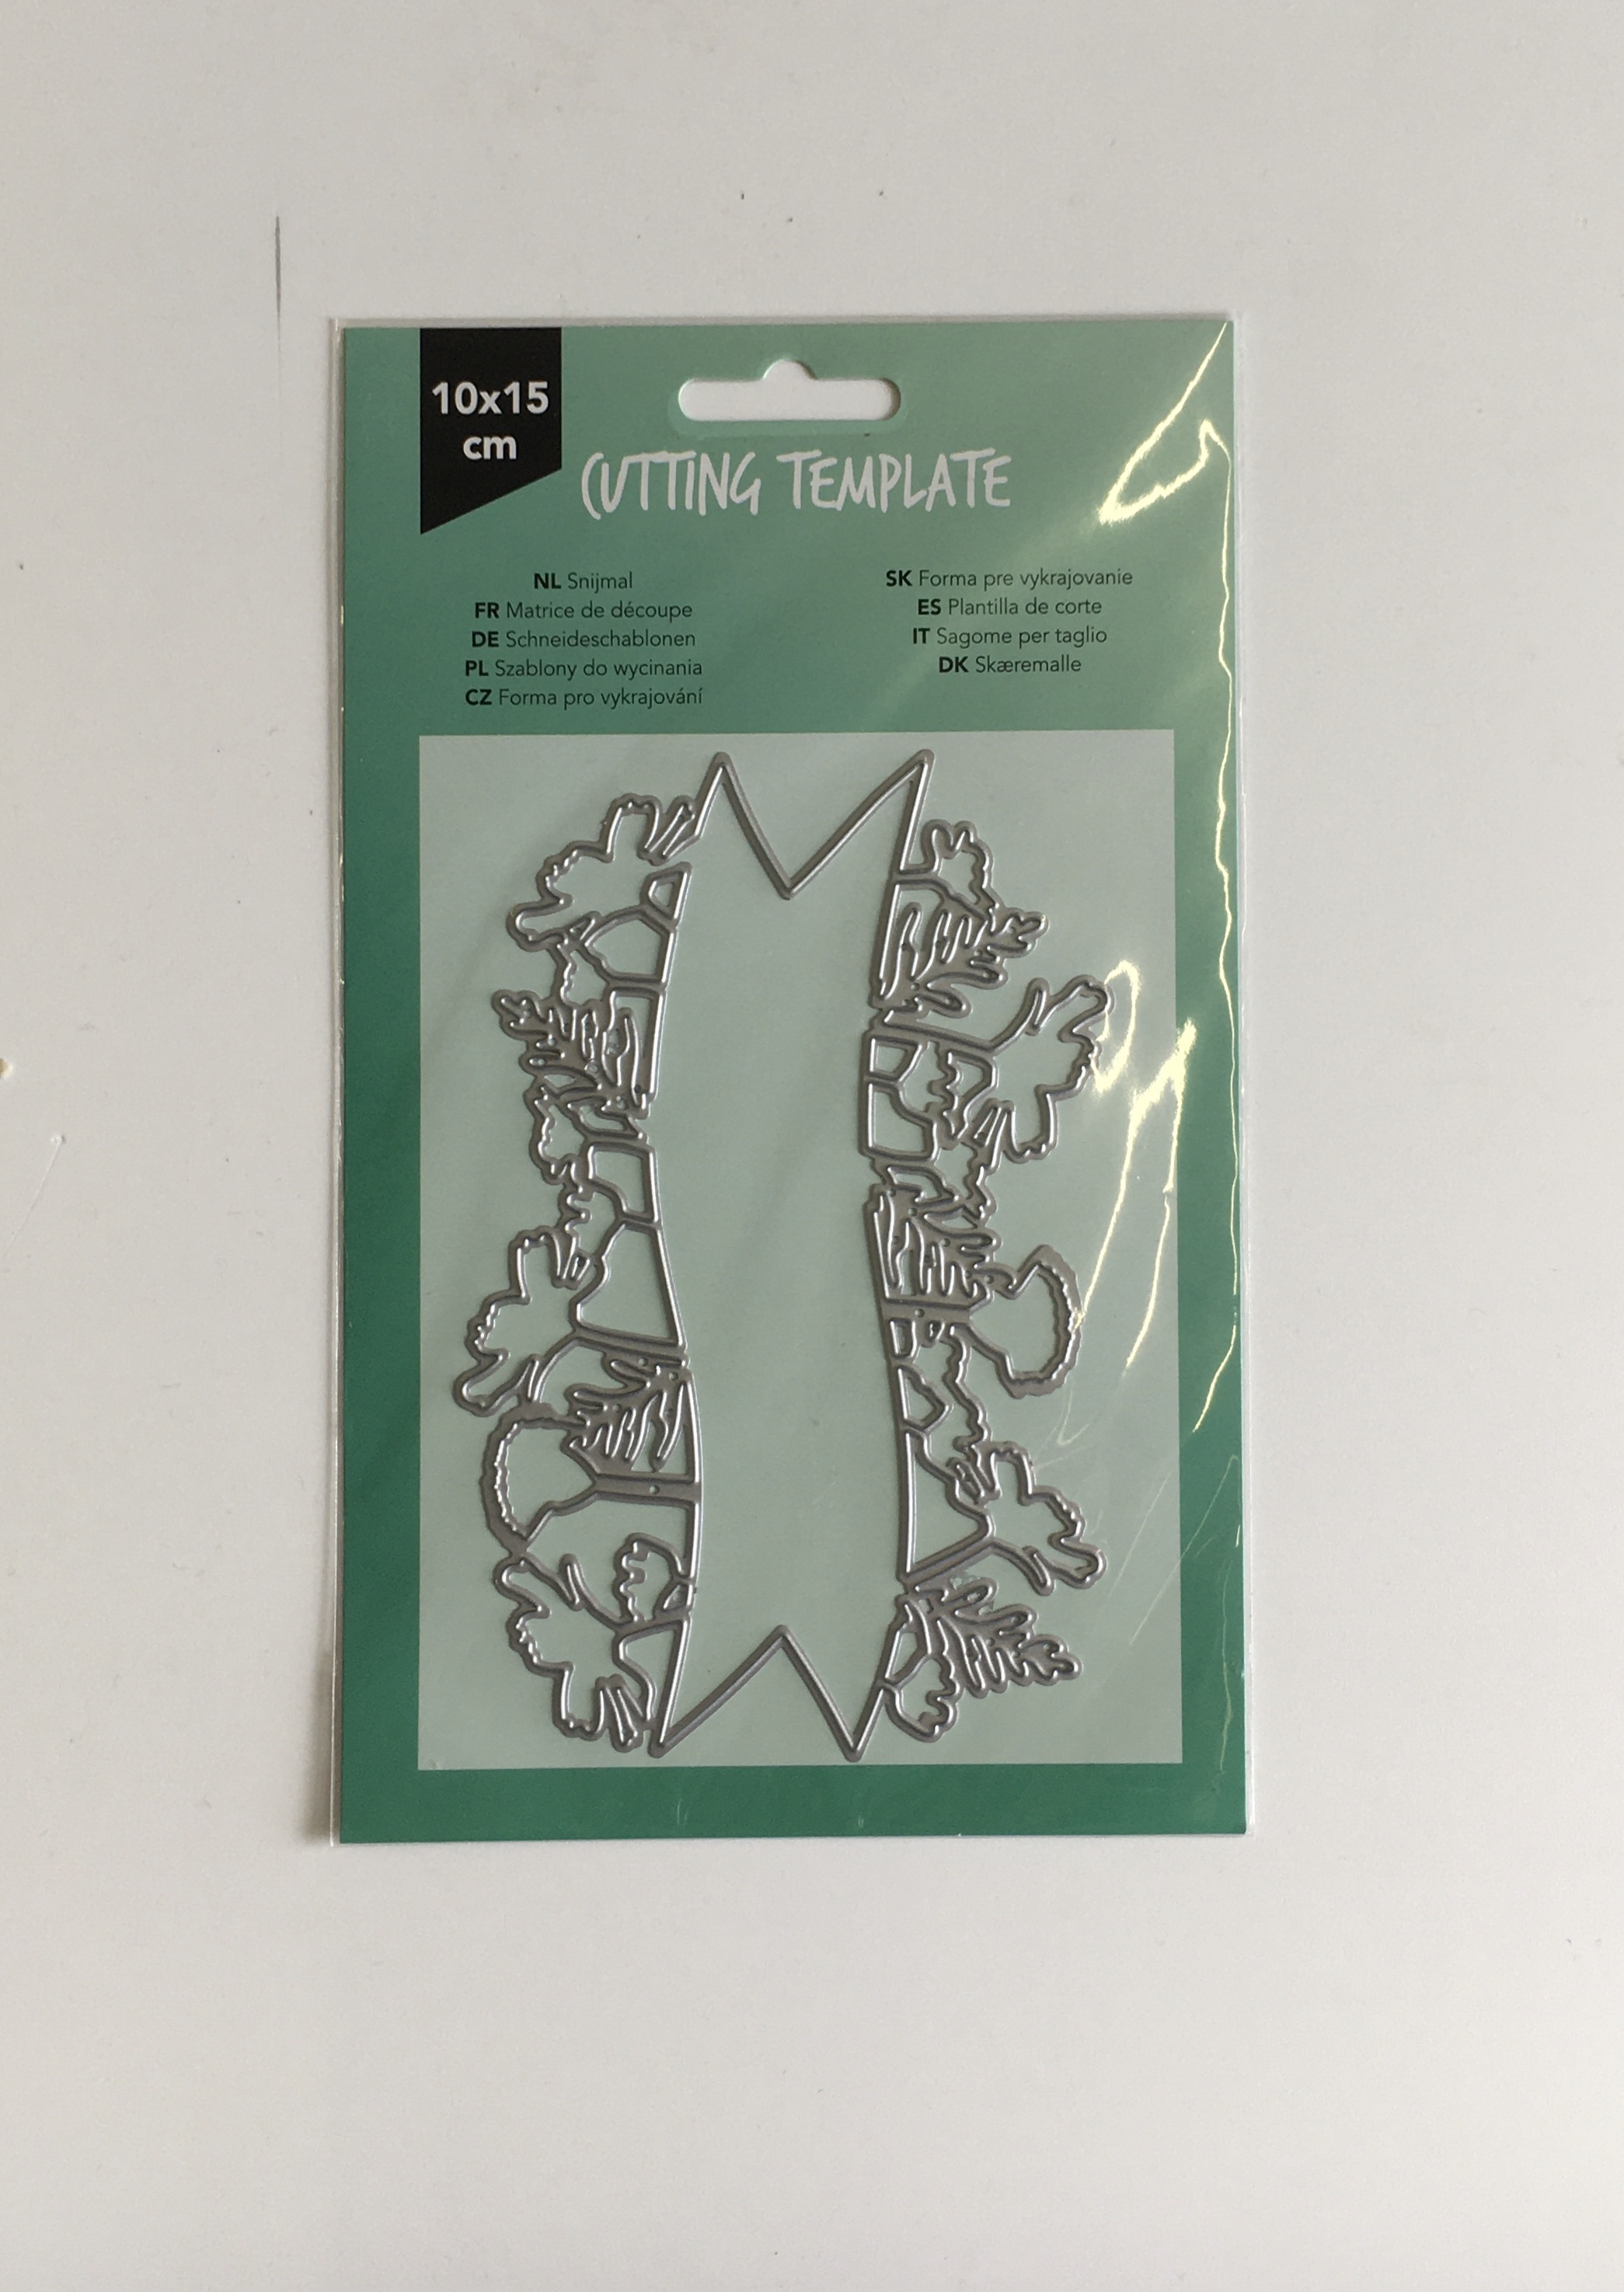 10x15
cm
CUTTING TEMPLATE
NL Snijmal
FR Matrice de découpe
DE Schneideschablonen
PL Szablony do wycinania
CZ Forma pro vykrajování
SK Forma pre vykrajovanie
ES Plantilla de corte
IT Sagome per taglio
DK Skæremalle